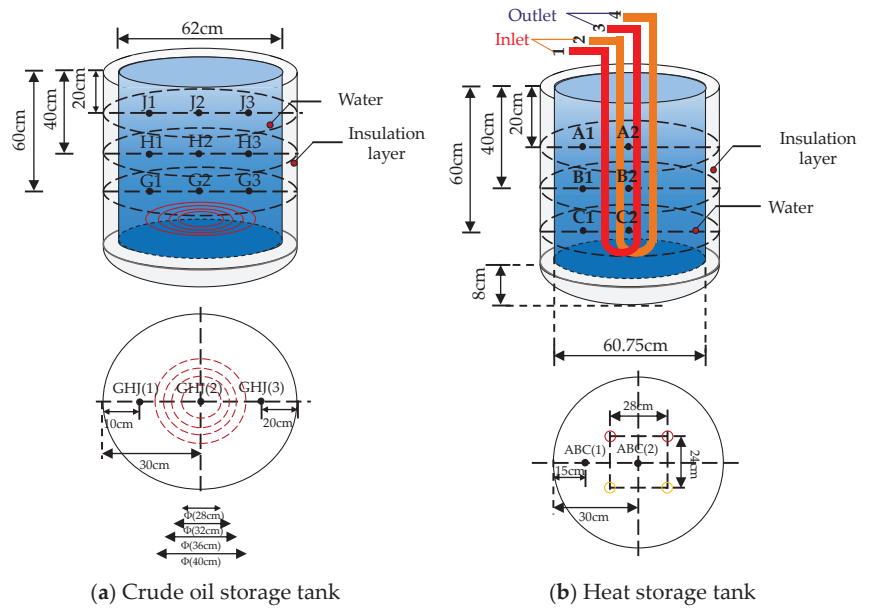 62cm
60cm
40cm
20cm
J1 J2 J3
H1 H2 H3
G1 G2 G3
Water
Insulation
layer
GHJ(1) GHJ(2) GHJ(3)
10cm
20cm
30cm
Φ(28cm)
Φ(32cm)
Φ(36cm)
Φ(40cm)
(a) Crude oil storage tank
Outlet
Inlet
1 2 3 4
60cm
40cm
20cm
A1 A2
B1 B2
C1 C2
Insulation
layer
Water
8cm
60.75cm
28cm
ABC(1) ABC(2)
15cm
24cm
30cm
(b) Heat storage tank